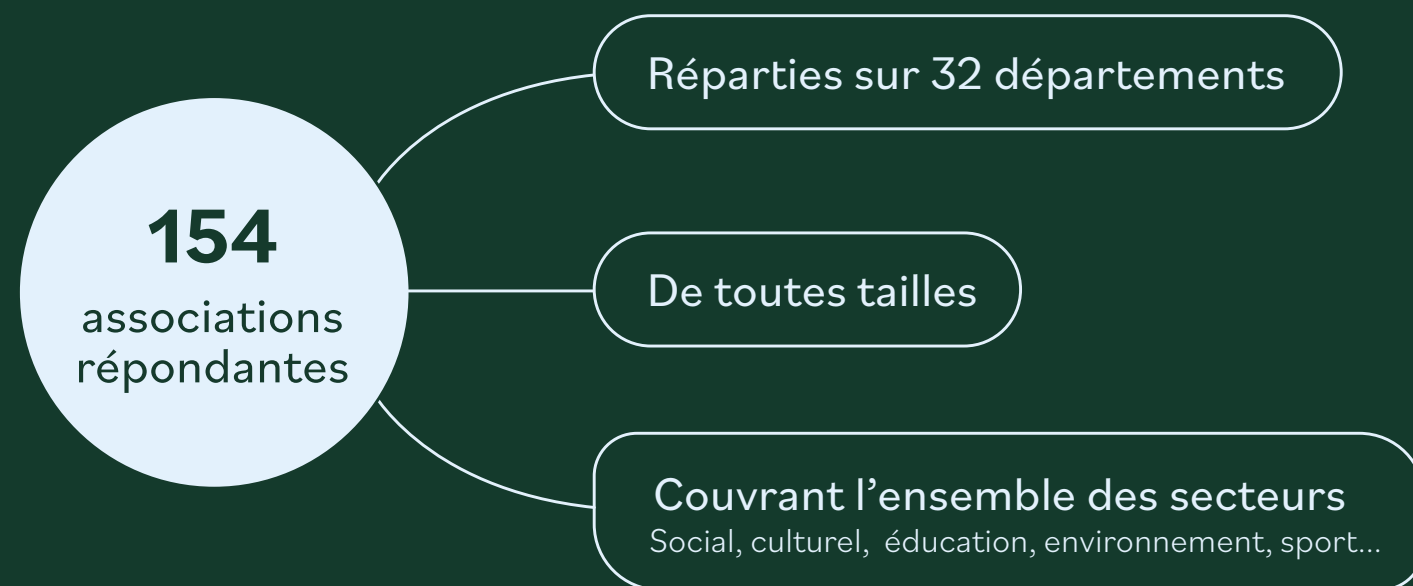 154
associations
répondantes
Réparties sur 32 départements
De toutes tailles
Couvrant l’ensemble des secteurs
Social, culturel, éducation, environnement, sport...